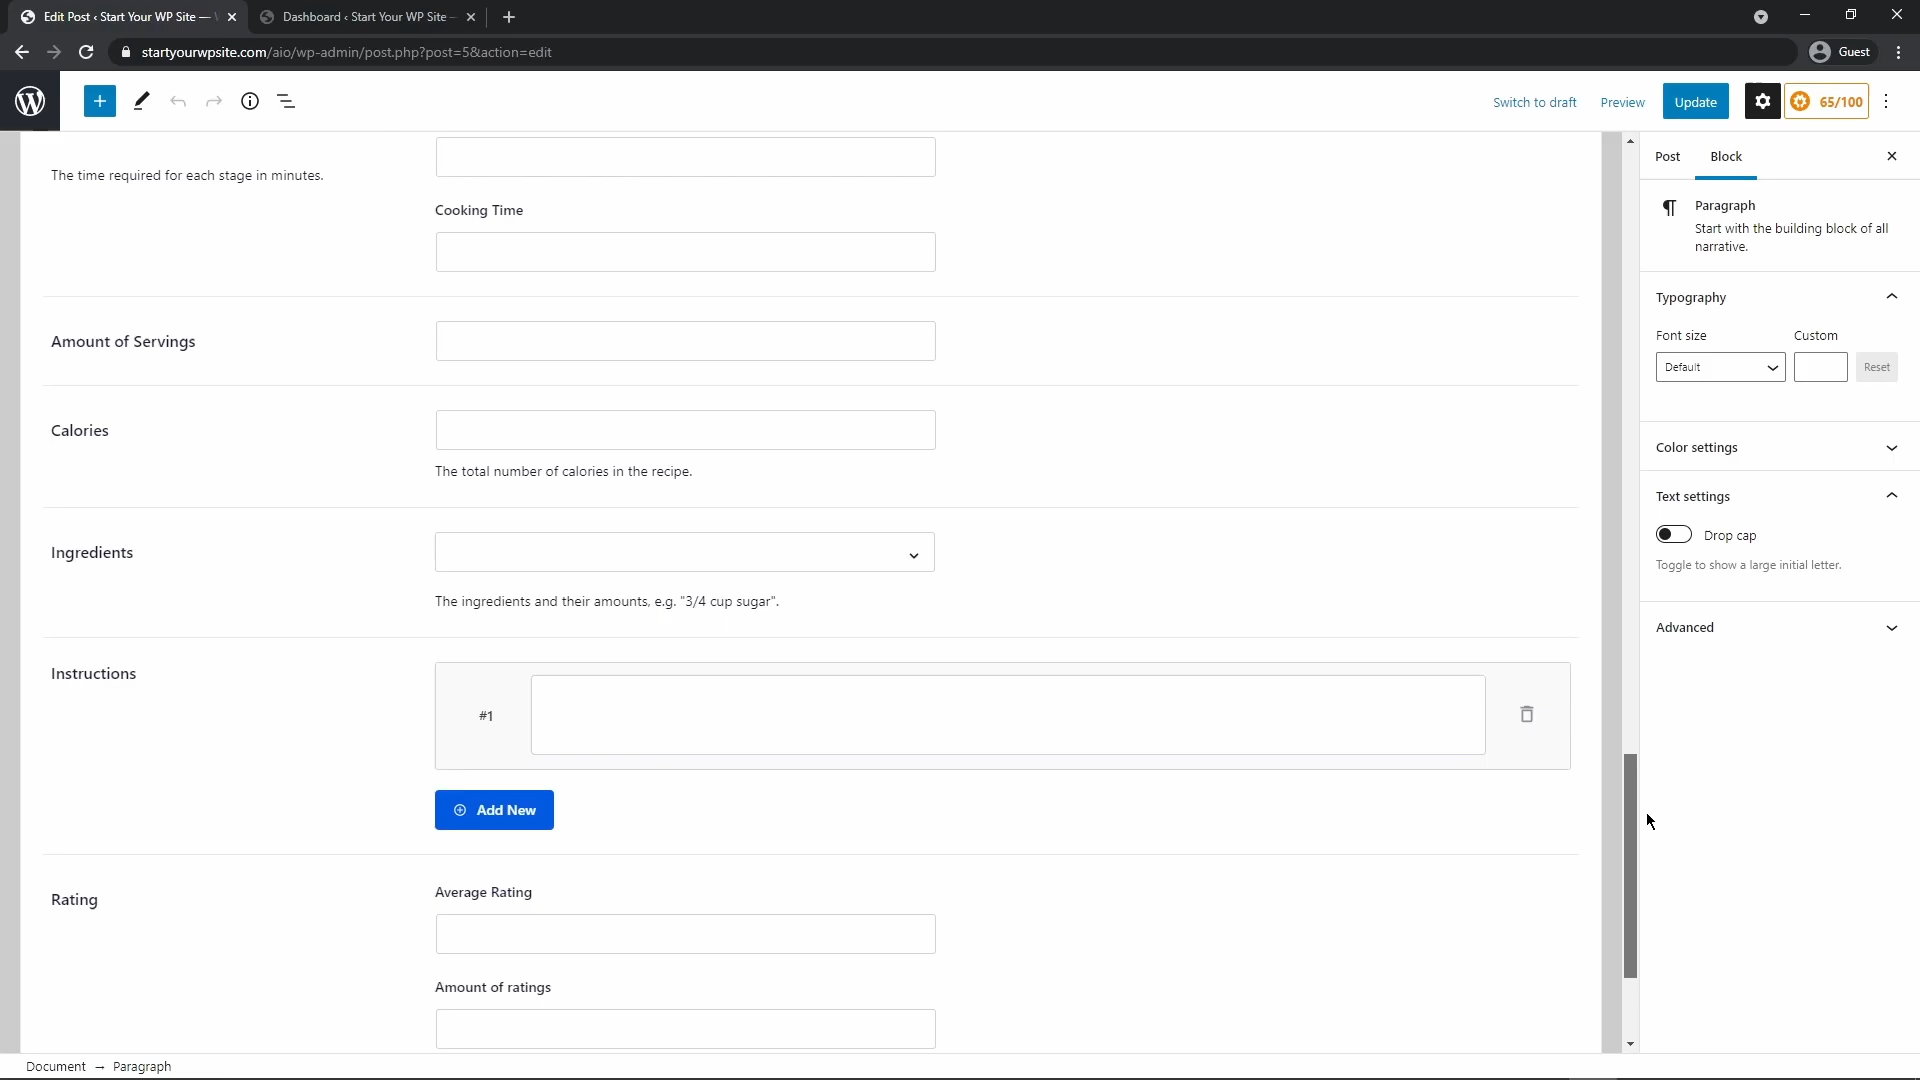 Edit Post ‹ Start Your WP Site —
Dashboard ‹ Start Your WP Site —
startyourwpsite.com/aio/wp-admin/post.php?post=5&action=edit
Guest
Switch to draft
Preview
Update
65/100
The time required for each stage in minutes.
Cooking Time
Amount of Servings
Calories
The total number of calories in the recipe.
Ingredients
The ingredients and their amounts, e.g. "3/4 cup sugar".
Instructions
#1
Add New
Rating
Average Rating
Amount of ratings
Post
Block
Paragraph
Start with the building block of all
narrative.
Typography
Font size
Custom
Default
Reset
Color settings
Text settings
Drop cap
Toggle to show a large initial letter.
Advanced
Document → Paragraph